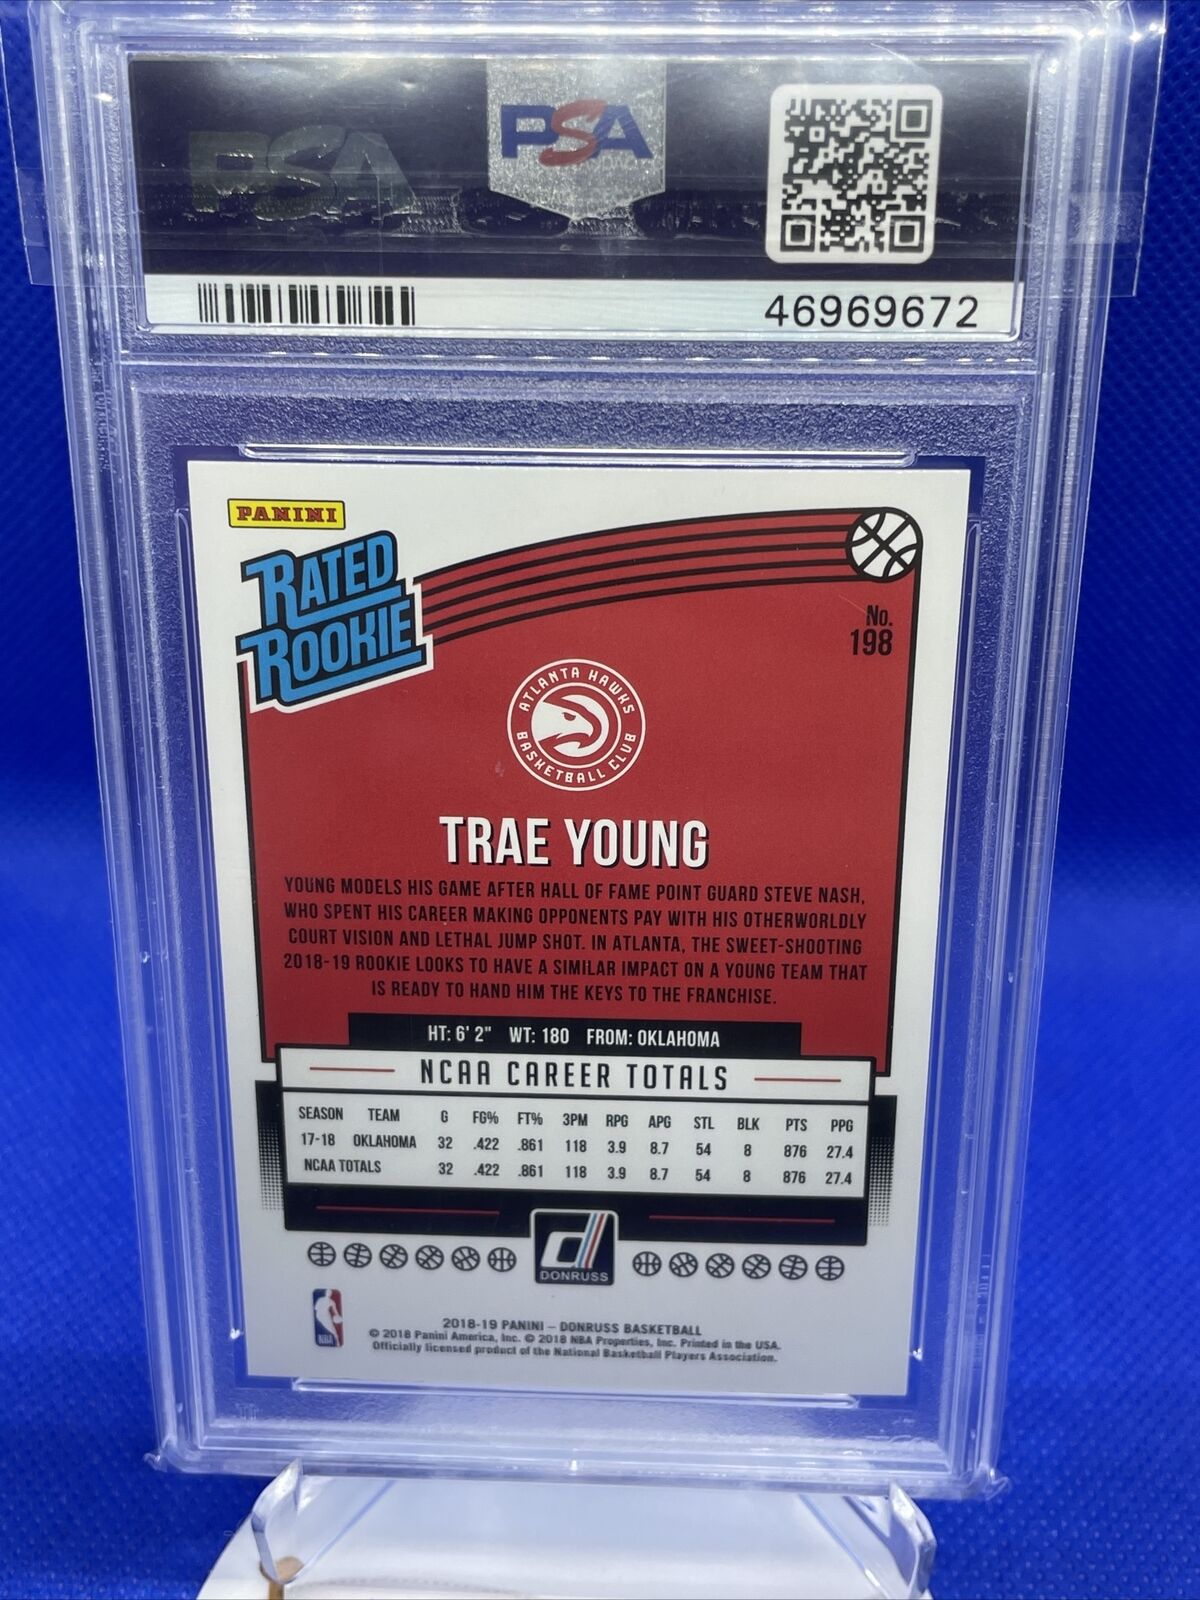 PSA
PSA
46969672
PANINI
RATED
ROOKIE
No.
198
ATLANTA HAWKS
BASKETBALL CLUB
TRAE YOUNG
YOUNG MODELS HIS GAME AFTER HALL OF FAME POINT GUARD STEVE NASH,
WHO SPENT HIS CAREER MAKING OPPONENTS PAY WITH HIS OTHERWORLDLY
COURT VISION AND LETHAL JUMP SHOT. IN ATLANTA, THE SWEET-SHOOTING
2018-19 ROOKIE LOOKS TO HAVE A SIMILAR IMPACT ON A YOUNG TEAM THAT
IS READY TO HAND HIM THE KEYS TO THE FRANCHISE.
HT: 6' 2" WT: 180 FROM: OKLAHOMA
NCAA CAREER TOTALS
SEASON TEAM G FG% FT% 3PM RPG APG STL BLK PTS PPG
17-18 OKLAHOMA 32 .422 .861 118 3.9 8.7 54 8 876 27.4
NCAA TOTALS 32 .422 .861 118 3.9 8.7 54 8 876 27.4
d
DONRUSS
NBA
2018-19 PANINI – DONRUSS BASKETBALL
© 2018 Panini America, Inc. © 2018 NBA Properties, Inc. Printed in the USA.
Officially licensed product of the National Basketball Players Association.